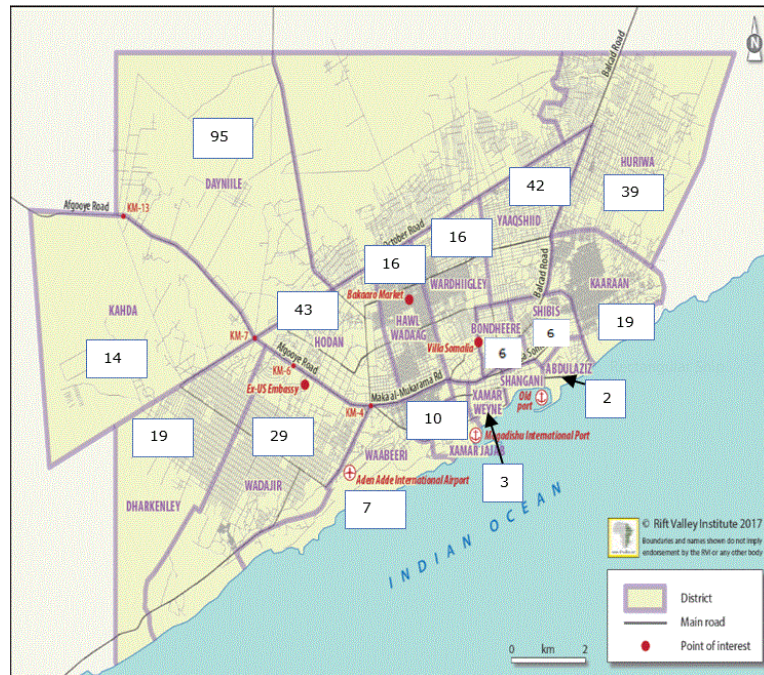 N
Balcad Road
95
DAYNIILE
HURIWA
42
39
YAAQSHIID
Afgooye Road
KM-13
October Road
16
16
WARDHIIGLEY
Balcad Road
KAARAAN
Bakaara Market
KAHDA
43
HAWL
WADAAG
SHIBIS
19
HODAN
BONDHEERE
6
KM-7
Villa Somalia
6
14
Afgooye Road
KM-6
ABDULAZIZ
Ex-US Embassy
Maka al-Mukarama Rd
SHANGANI
2
XAMAR
WEYNE
Old
port
KM-4
10
19
29
Mogadishu International Port
WAABEERI
XAMAR JAJAB
3
Aden Adde International Airport
WADAJIR
DHARKENLEY
7
INDIAN OCEAN
© Rift Valley Institute 2017
Boundaries and names shown do not imply
endorsement by the RVI or any other body
District
Main road
Point of interest
0 km 2